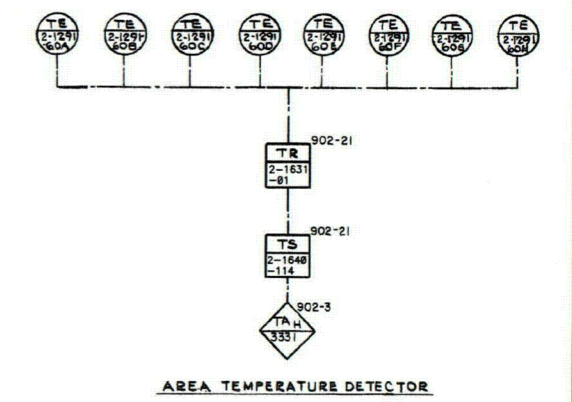 TE TE TE TE TE TE TE TE
2-1291 2-1291 2-1291 2-1291 2-1291 2-1291 2-1291 2-1291
60A 60B 60C 60D 60E 60F 60G 60H
902-21
TR
2-1631
-01
902-21
TS
2-1640
-114
902-3
TA H
3331
AREA TEMPERATURE DETECTOR